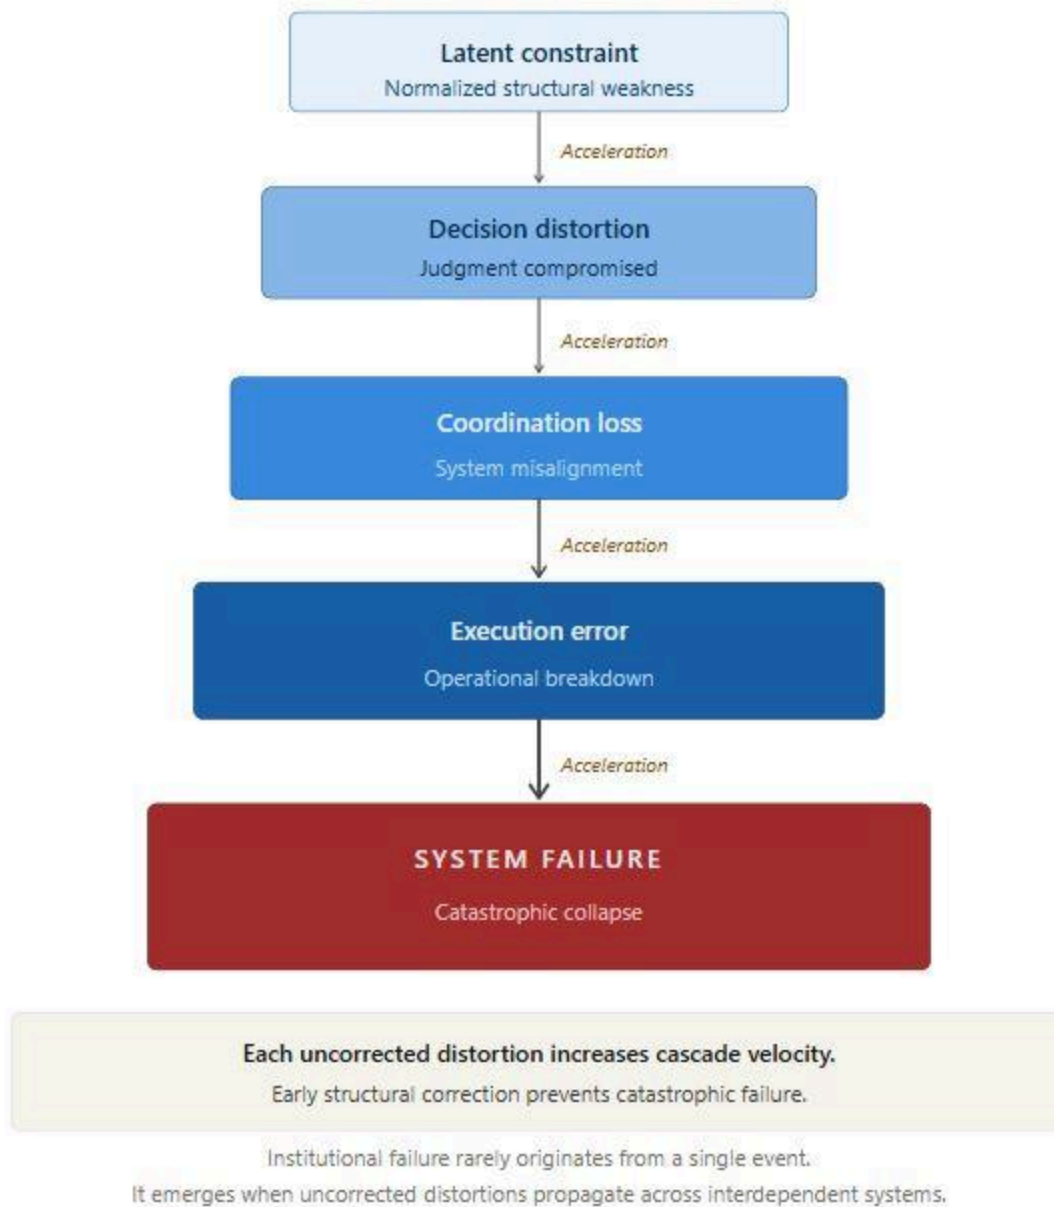 Latent constraint
Normalized structural weakness
Acceleration
Decision distortion
Judgment compromised
Acceleration
Coordination loss
System misalignment
Acceleration
Execution error
Operational breakdown
Acceleration
SYSTEM FAILURE
Catastrophic collapse
Each uncorrected distortion increases cascade velocity.
Early structural correction prevents catastrophic failure.
Institutional failure rarely originates from a single event.
It emerges when uncorrected distortions propagate across interdependent systems.